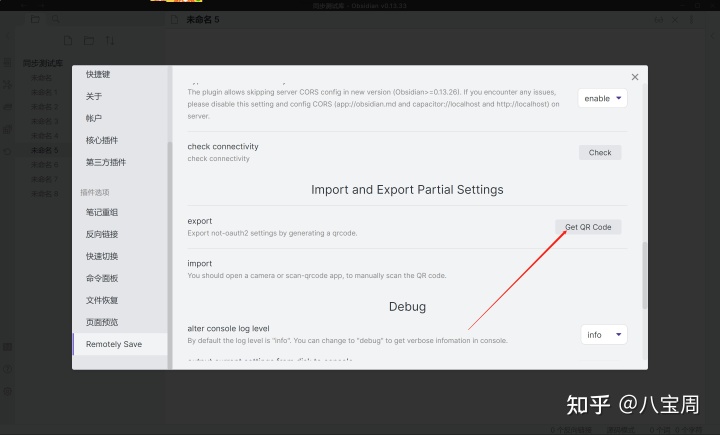 同步测试库 - Obsidian v0.13.33
未命名 5
同步测试库
未命名
未命名 1
未命名 2
未命名 3
未命名 4
未命名 5
未命名 6
未命名 7
未命名 8
快捷键
关于
帐户
核心插件
第三方插件
插件选项
笔记重组
反向链接
快速切换
命令面板
文件恢复
页面预览
Remotely Save
The plugin allows skipping server CORS config in new version (Obsidian>=0.13.26). If you encounter any issues,
please disable this setting and config CORS (app://obsidian.md and capacitor://localhost and http://localhost) on
server.
enable
check connectivity
check connectivity
Check
Import and Export Partial Settings
export
Export not-oauth2 settings by generating a qrcode.
Get QR Code
import
You should open a camera or scan-qrcode app, to manually scan the QR code.
Debug
alter console log level
By default the log level is "info". You can change to "debug" to get verbose infomation in console.
info
知乎 @八宝周